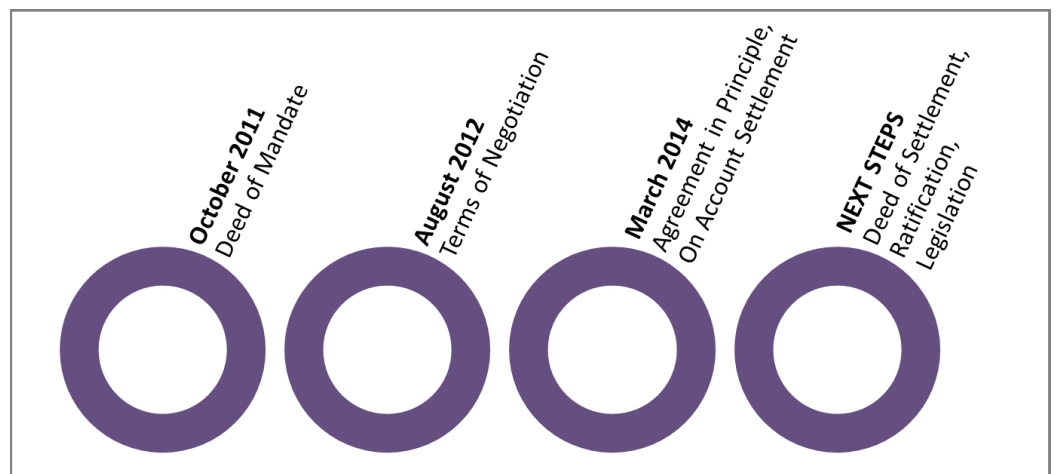 October 2011
Deed of Mandate
August 2012
Terms of Negotiation
March 2014
Agreement in Principle,
On Account Settlement
NEXT STEPS
Deed of Settlement,
Ratification,
Legislation